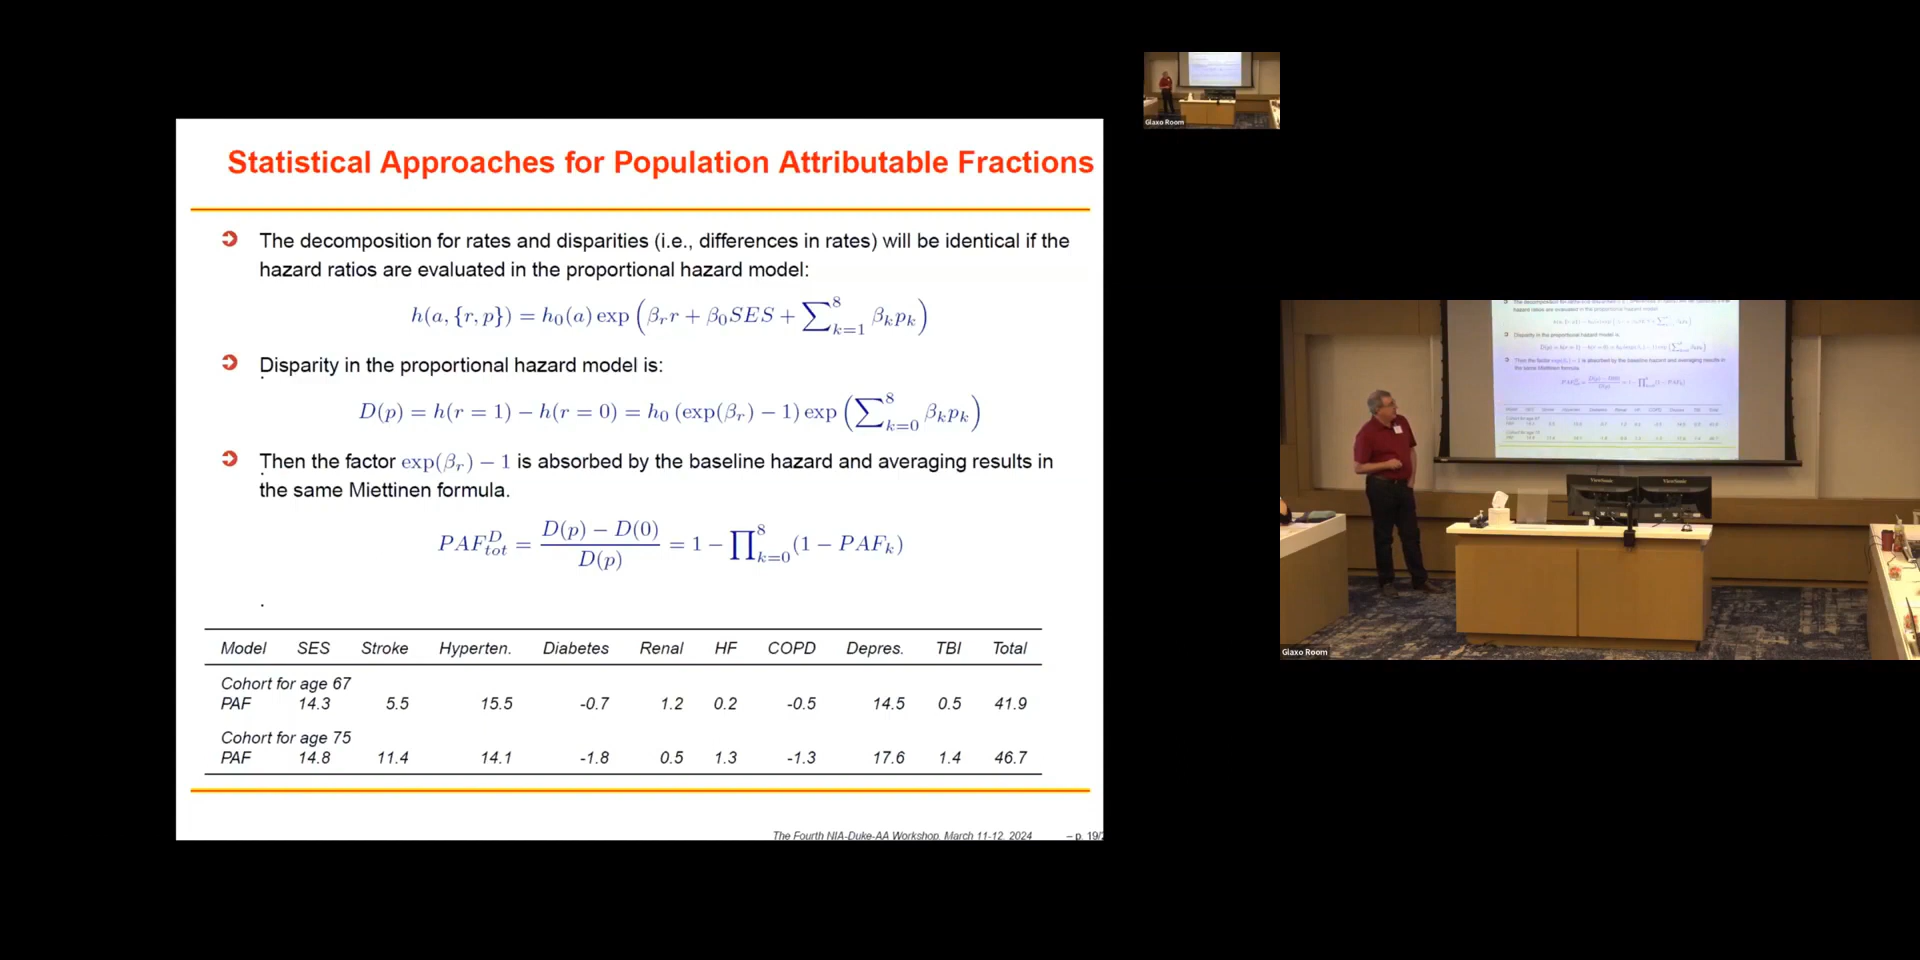 Statistical Approaches for Population Attributable Fractions
The decomposition for rates and disparities (i.e., differences in rates) will be identical if the
hazard ratios are evaluated in the proportional hazard model:
h(a, {r, p}) = h₀(a) exp (βᵣr + β₀SES + ∑⁸ₖ₌₁ βₖpₖ)
Disparity in the proportional hazard model is:
D(p) = h(r = 1) − h(r = 0) = h₀ (exp(βᵣ) − 1) exp (∑⁸ₖ₌₀ βₖpₖ)
Then the factor exp(βᵣ) − 1 is absorbed by the baseline hazard and averaging results in
the same Miettinen formula.
PAF^D_tot = (D(p) − D(0)) / D(p) = 1 − ∏⁸ₖ₌₀ (1 − PAFₖ)
Model SES Stroke Hyperten. Diabetes Renal HF COPD Depres. TBI Total
Cohort for age 67
PAF 14.3 5.5 15.5 -0.7 1.2 0.2 -0.5 14.5 0.5 41.9
Cohort for age 75
PAF 14.8 11.4 14.1 -1.8 0.5 1.3 -1.3 17.6 1.4 46.7
The Fourth NIA-Duke-AA Workshop, March 11-12, 2024 – p. 19/2
Glaxo Room
Glaxo Room
ViewSonic
ViewSonic